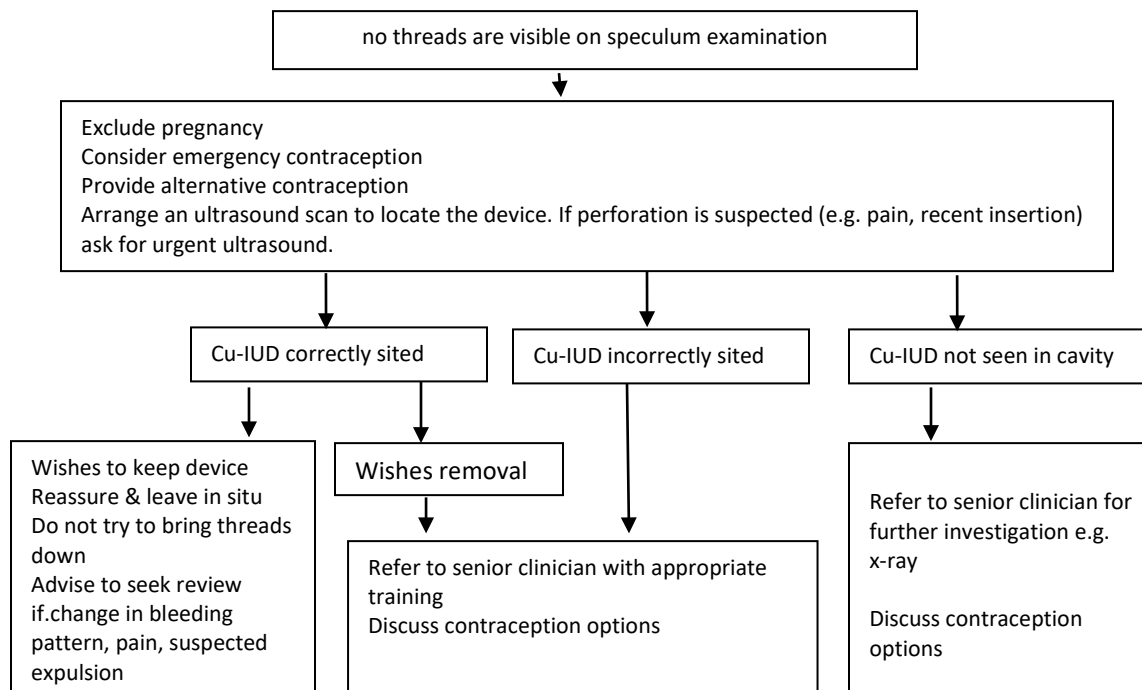 no threads are visible on speculum examination
Exclude pregnancy
Consider emergency contraception
Provide alternative contraception
Arrange an ultrasound scan to locate the device. If perforation is suspected (e.g. pain, recent insertion)
ask for urgent ultrasound.
Cu-IUD correctly sited
Cu-IUD incorrectly sited
Cu-IUD not seen in cavity
Wishes to keep device
Reassure & leave in situ
Do not try to bring threads
down
Advise to seek review
if.change in bleeding
pattern, pain, suspected
expulsion
Wishes removal
Refer to senior clinician with appropriate
training
Discuss contraception options
Refer to senior clinician for
further investigation e.g.
x-ray
Discuss contraception
options